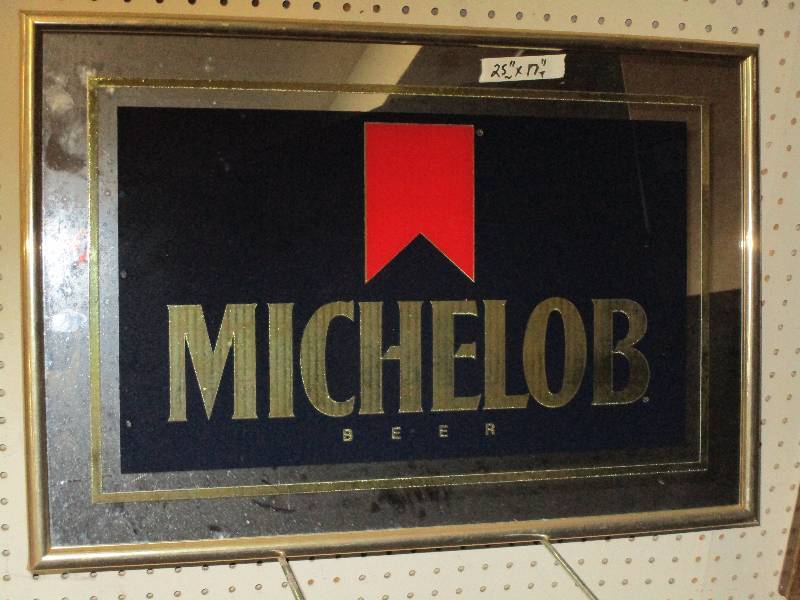 25" x 17"
MICHELOB
BEER